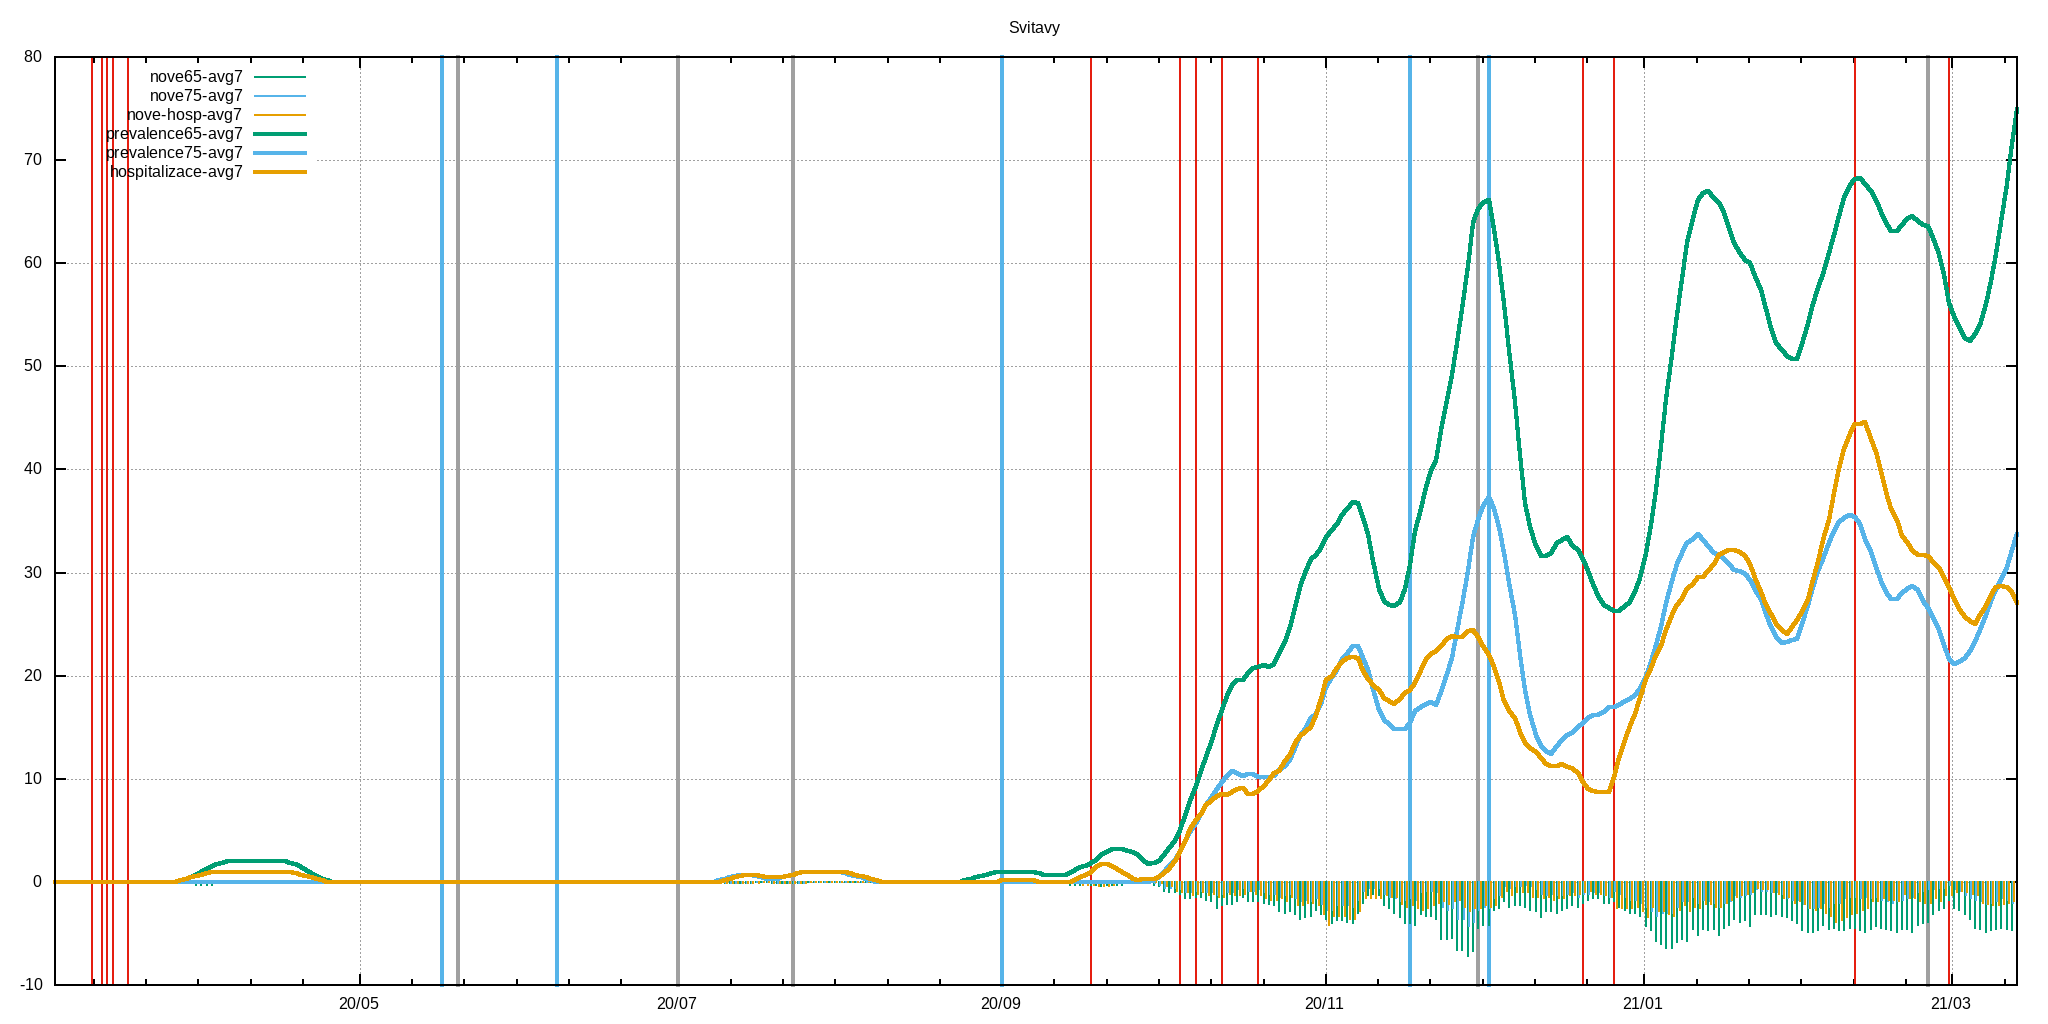 Svitavy
80
70
60
50
40
30
20
10
0
-10
nove65-avg7
nove75-avg7
nove-hosp-avg7
prevalence65-avg7
prevalence75-avg7
hospitalizace-avg7
20/05
20/07
20/09
20/11
21/01
21/03